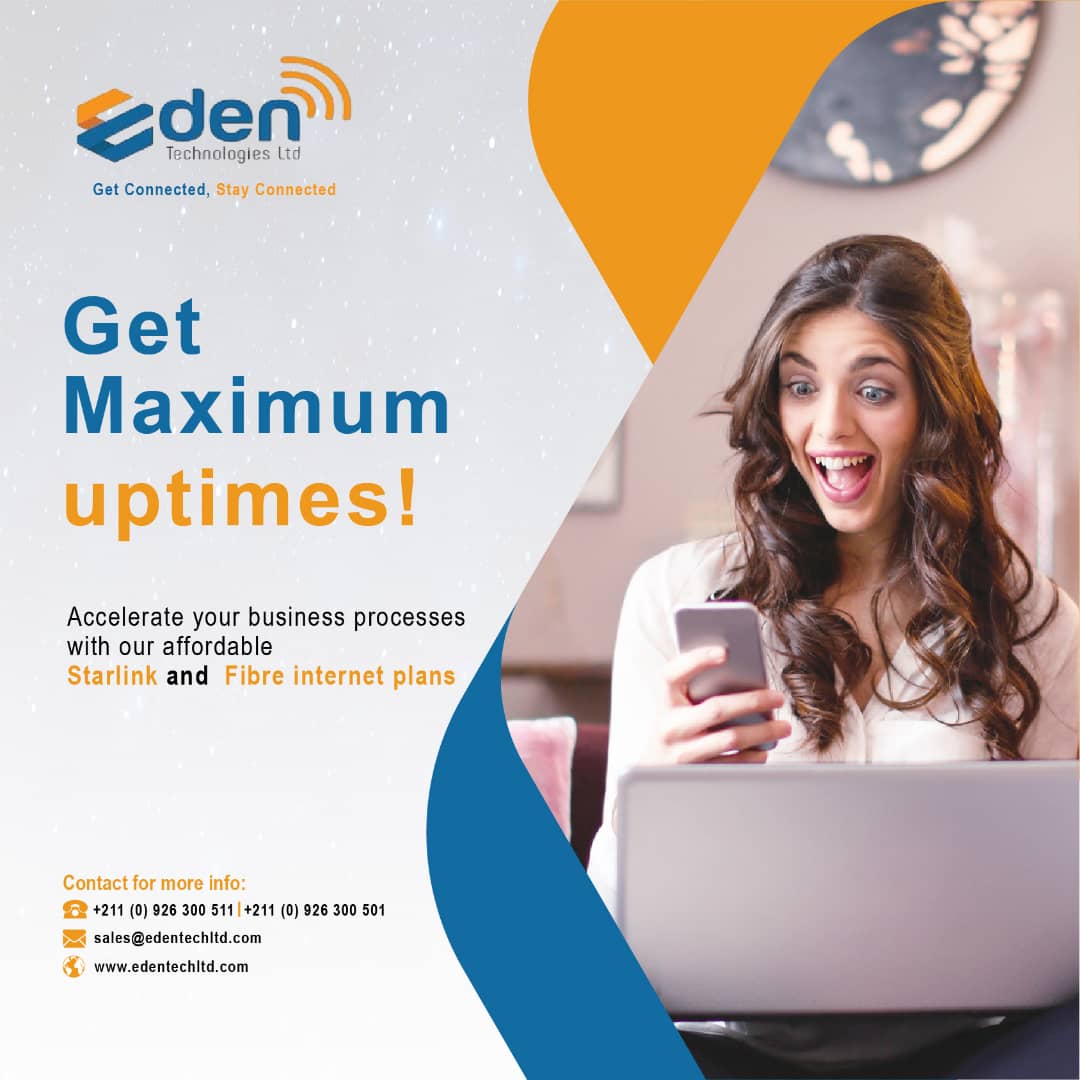 Eden
Technologies Ltd
Get Connected, Stay Connected
Get
Maximum
uptimes!
Accelerate your business processes
with our affordable
Starlink and Fibre internet plans
Contact for more info:
+211 (0) 926 300 511 | +211 (0) 926 300 501
sales@edentechltd.com
www.edentechltd.com